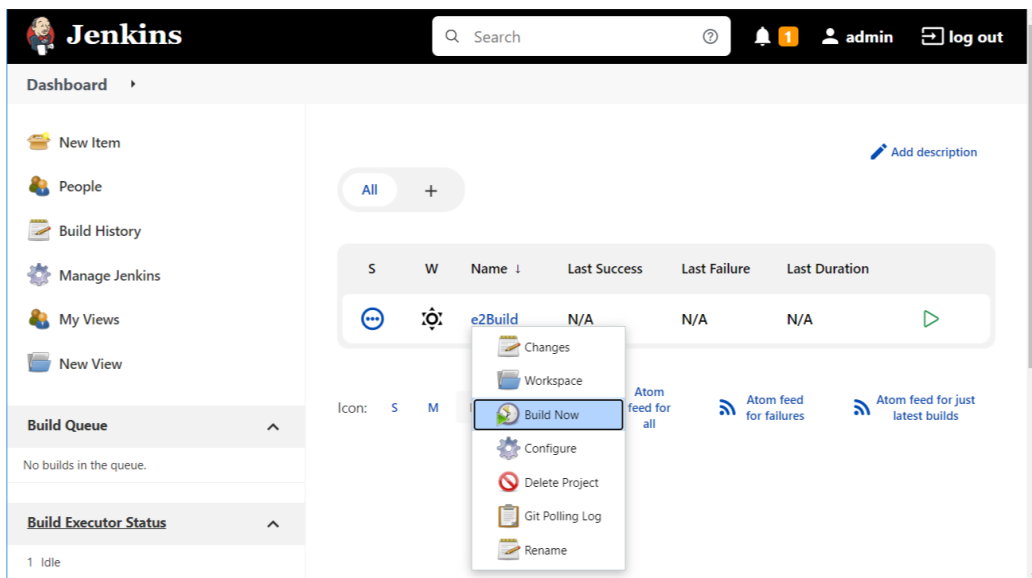 Jenkins
Search
1
admin
log out
Dashboard
New Item
People
Build History
Manage Jenkins
My Views
New View
Build Queue
No builds in the queue.
Build Executor Status
1 Idle
Add description
All +
S W Name ↓ Last Success Last Failure Last Duration
e2Build N/A N/A N/A
Changes
Workspace
Build Now
Configure
Delete Project
Git Polling Log
Rename
Icon: S M
Atom
feed for
all
Atom feed
for failures
Atom feed for just
latest builds